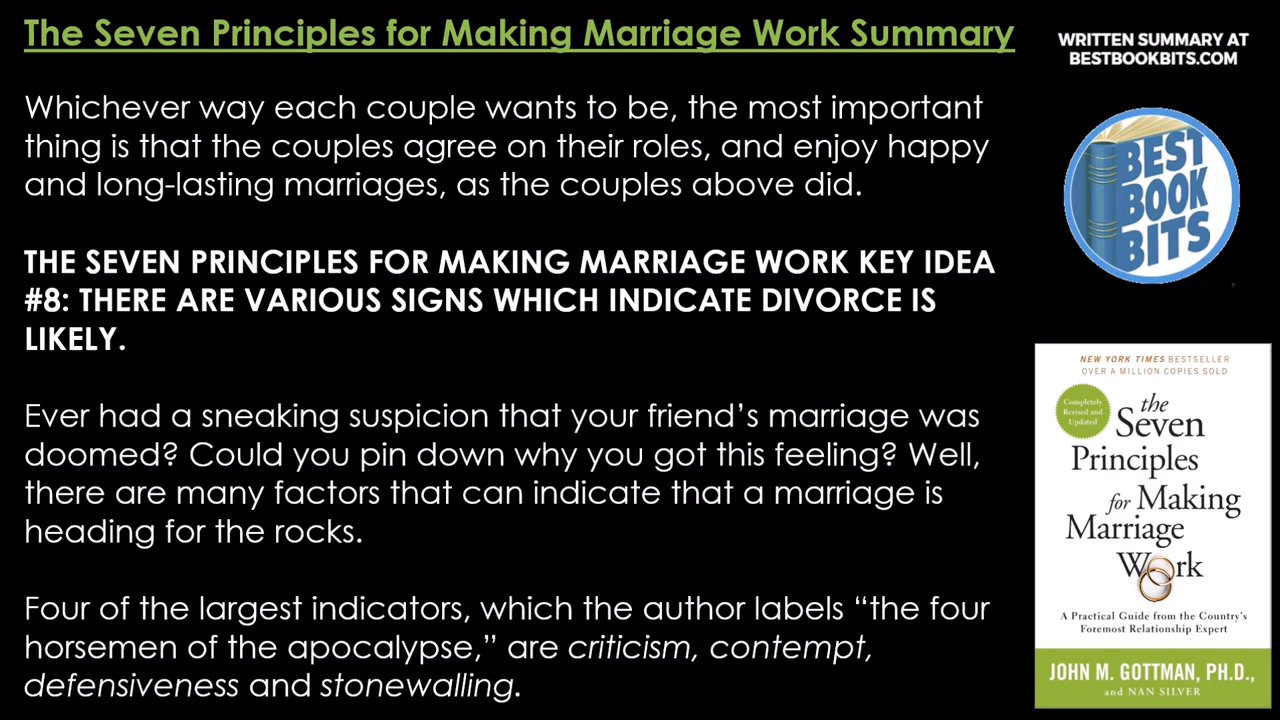 The Seven Principles for Making Marriage Work Summary
Whichever way each couple wants to be, the most important
thing is that the couples agree on their roles, and enjoy happy
and long-lasting marriages, as the couples above did.
THE SEVEN PRINCIPLES FOR MAKING MARRIAGE WORK KEY IDEA
#8: THERE ARE VARIOUS SIGNS WHICH INDICATE DIVORCE IS
LIKELY.
Ever had a sneaking suspicion that your friend’s marriage was
doomed? Could you pin down why you got this feeling? Well,
there are many factors that can indicate that a marriage is
heading for the rocks.
Four of the largest indicators, which the author labels “the four
horsemen of the apocalypse,” are criticism, contempt,
defensiveness and stonewalling.
WRITTEN SUMMARY AT
BESTBOOKBITS.COM
BEST
BOOK
BITS
NEW YORK TIMES BESTSELLER
OVER A MILLION COPIES SOLD
Completely
Revised and
Updated
the
Seven
Principles
for Making
Marriage
Work
A Practical Guide from the Country's
Foremost Relationship Expert
JOHN M. GOTTMAN, PH.D.,
and NAN SILVER